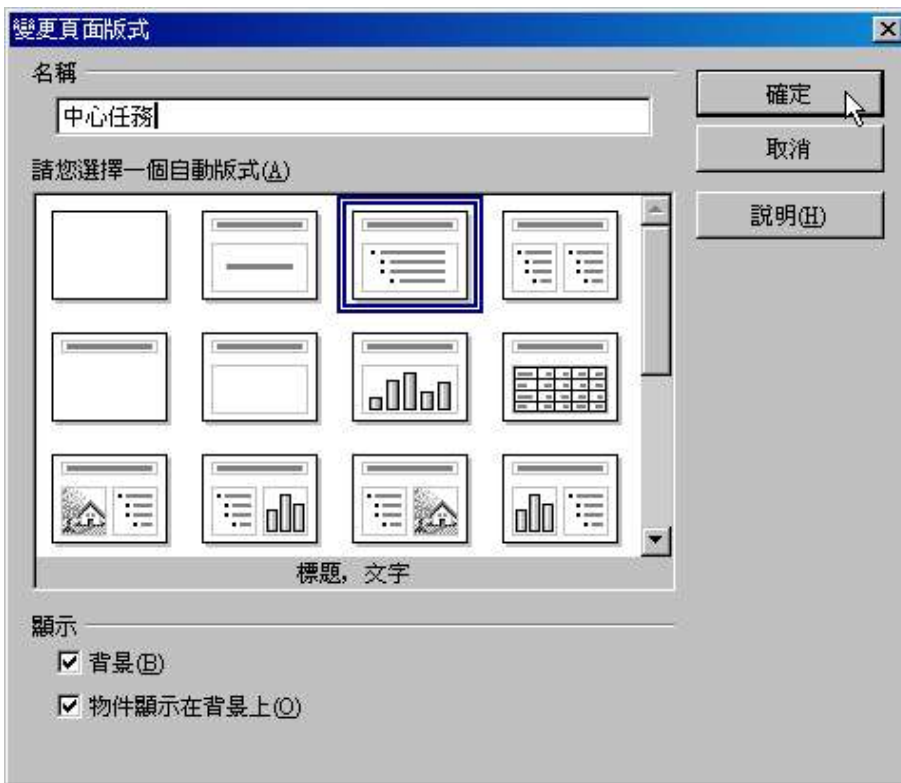 變更頁面版式
名稱
中心任務
確定
取消
說明(H)
請您選擇一個自動版式(A)
標題, 文字
顯示
背景(B)
物件顯示在背景上(O)